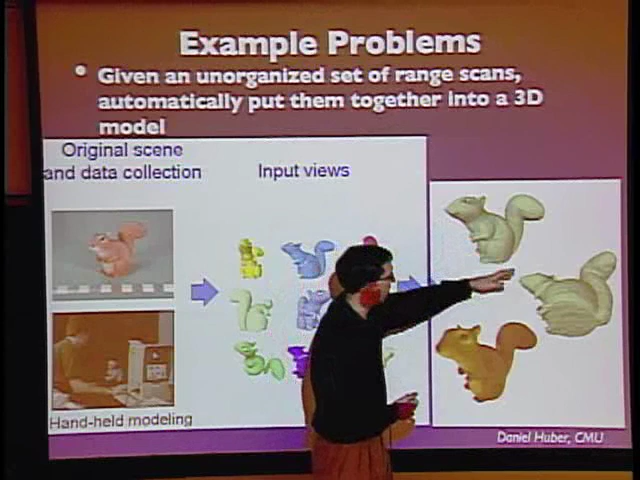 Example Problems
• Given an unorganized set of range scans,
automatically put them together into a 3D
model
Original scene
and data collection
Input views
Hand-held modeling
Daniel Huber, CMU